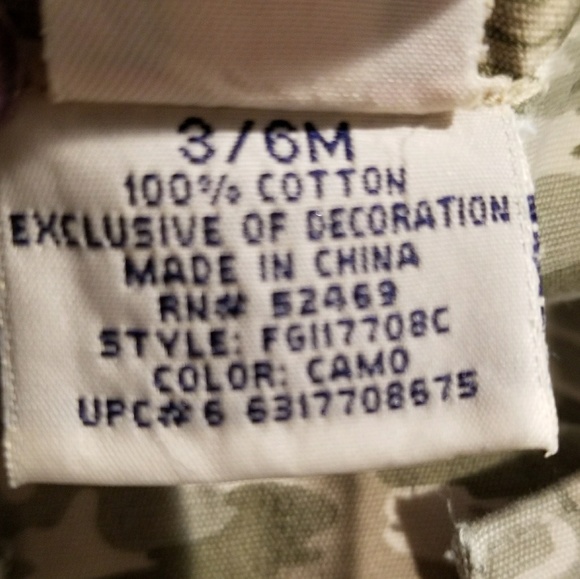 3/6M
100% COTTON
EXCLUSIVE OF DECORATION
MADE IN CHINA
RN# 52469
STYLE: FG117708C
COLOR: CAMO
UPC# 6 6317708675